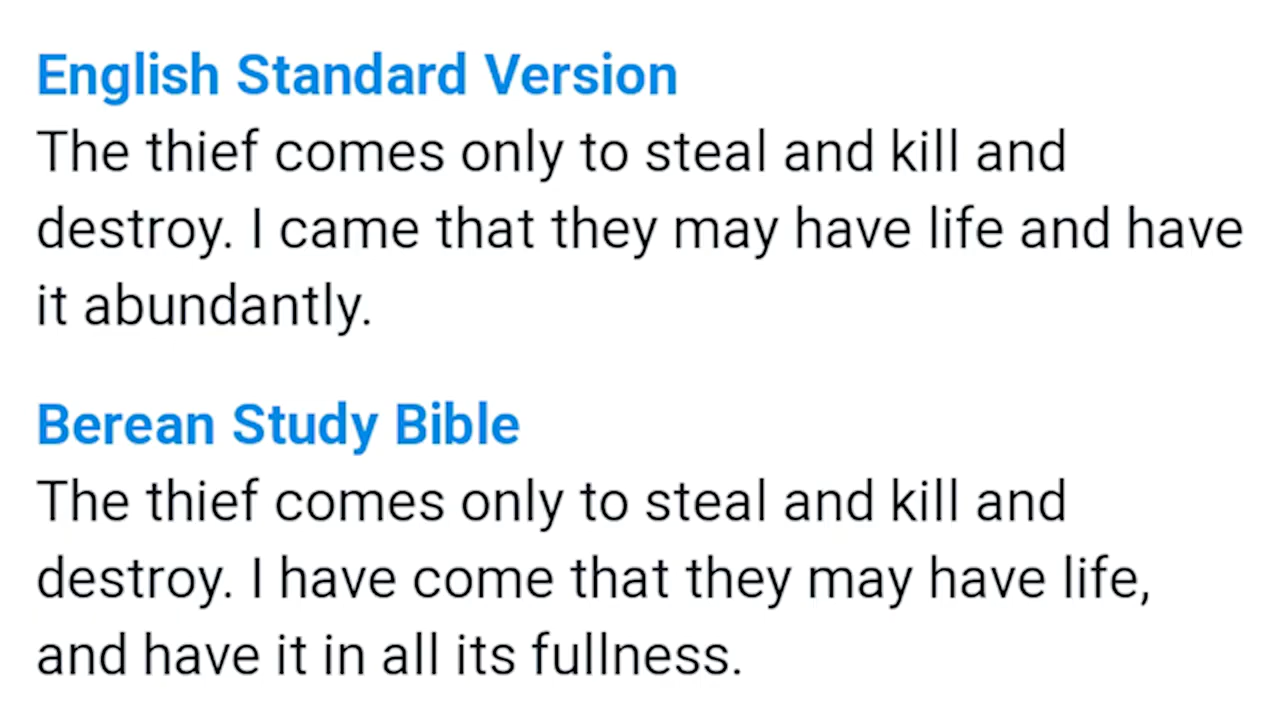 English Standard Version
The thief comes only to steal and kill and
destroy. I came that they may have life and have
it abundantly.
Berean Study Bible
The thief comes only to steal and kill and
destroy. I have come that they may have life,
and have it in all its fullness.